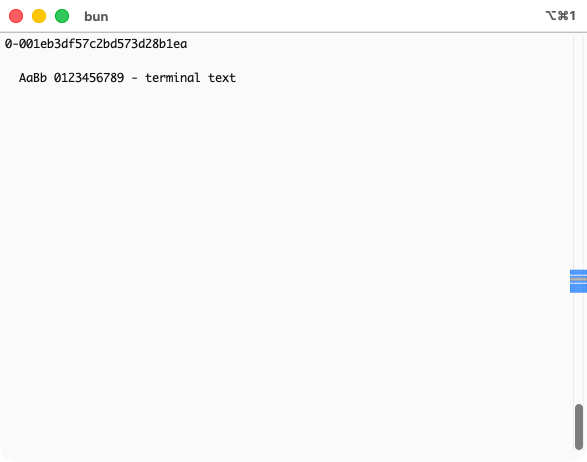 bun
⌥⌘1
0-001eb3df57c2bd573d28b1ea
AaBb 0123456789 - terminal text